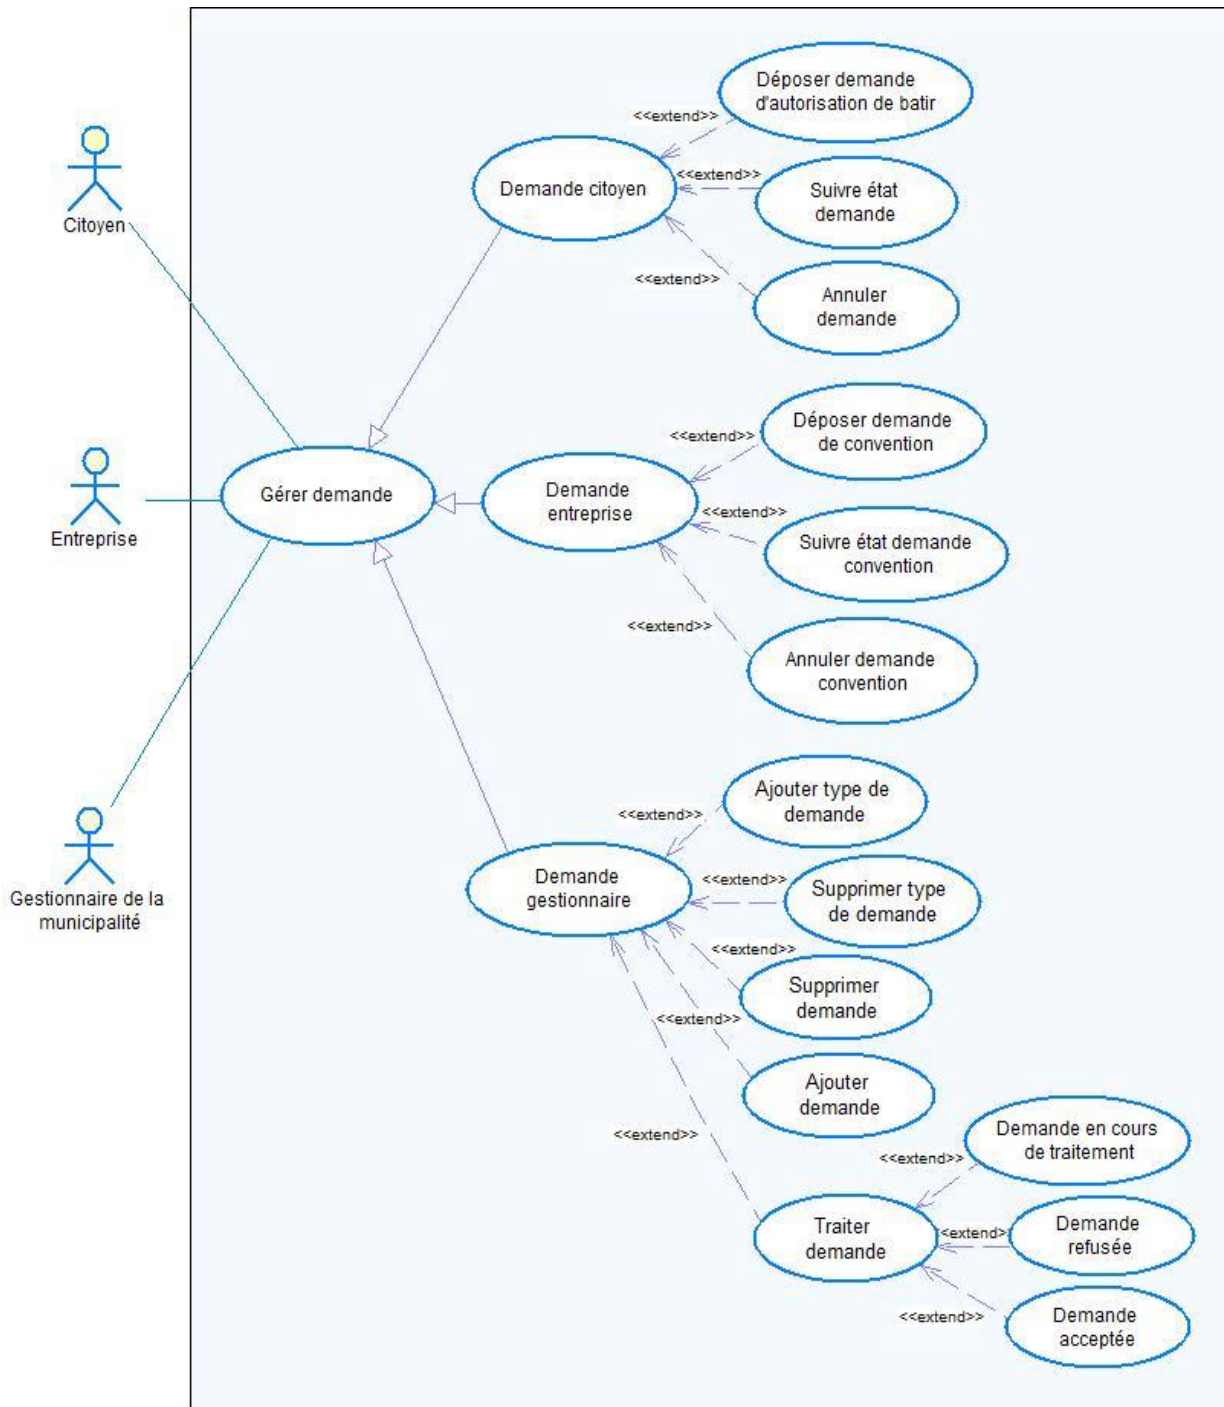 Déposer demande
d'autorisation de batir
<<extend>>
Citoyen
Demande citoyen
<<extend>>
Suivre état
demande
<<extend>>
Annuler
demande
Déposer demande
de convention
<<extend>>
Entreprise
Gérer demande
Demande
entreprise
<<extend>>
Suivre état demande
convention
<<extend>>
Annuler demande
convention
Ajouter type de
demande
<<extend>>
Gestionnaire de la
municipalité
Demande
gestionnaire
<<extend>>
Supprimer type
de demande
<<extend>>
Supprimer
demande
<<extend>>
Ajouter
demande
<<extend>>
Demande en cours
de traitement
<<extend>>
Traiter
demande
<extend>
Demande
refusée
<<extend>>
Demande
acceptée